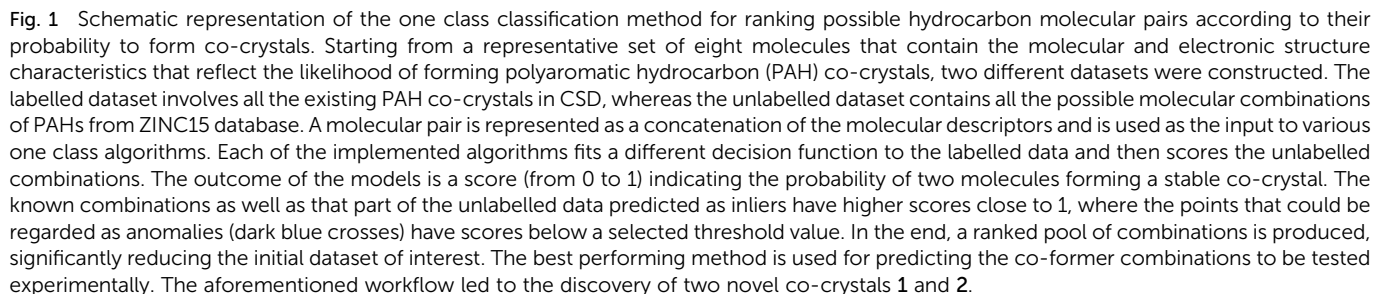 Fig. 1 Schematic representation of the one class classification method for ranking possible hydrocarbon molecular pairs according to their
probability to form co-crystals. Starting from a representative set of eight molecules that contain the molecular and electronic structure
characteristics that reflect the likelihood of forming polyaromatic hydrocarbon (PAH) co-crystals, two different datasets were constructed. The
labelled dataset involves all the existing PAH co-crystals in CSD, whereas the unlabelled dataset contains all the possible molecular combinations
of PAHs from ZINC15 database. A molecular pair is represented as a concatenation of the molecular descriptors and is used as the input to various
one class algorithms. Each of the implemented algorithms fits a different decision function to the labelled data and then scores the unlabelled
combinations. The outcome of the models is a score (from 0 to 1) indicating the probability of two molecules forming a stable co-crystal. The
known combinations as well as that part of the unlabelled data predicted as inliers have higher scores close to 1, where the points that could be
regarded as anomalies (dark blue crosses) have scores below a selected threshold value. In the end, a ranked pool of combinations is produced,
significantly reducing the initial dataset of interest. The best performing method is used for predicting the co-former combinations to be tested
experimentally. The aforementioned workflow led to the discovery of two novel co-crystals 1 and 2.